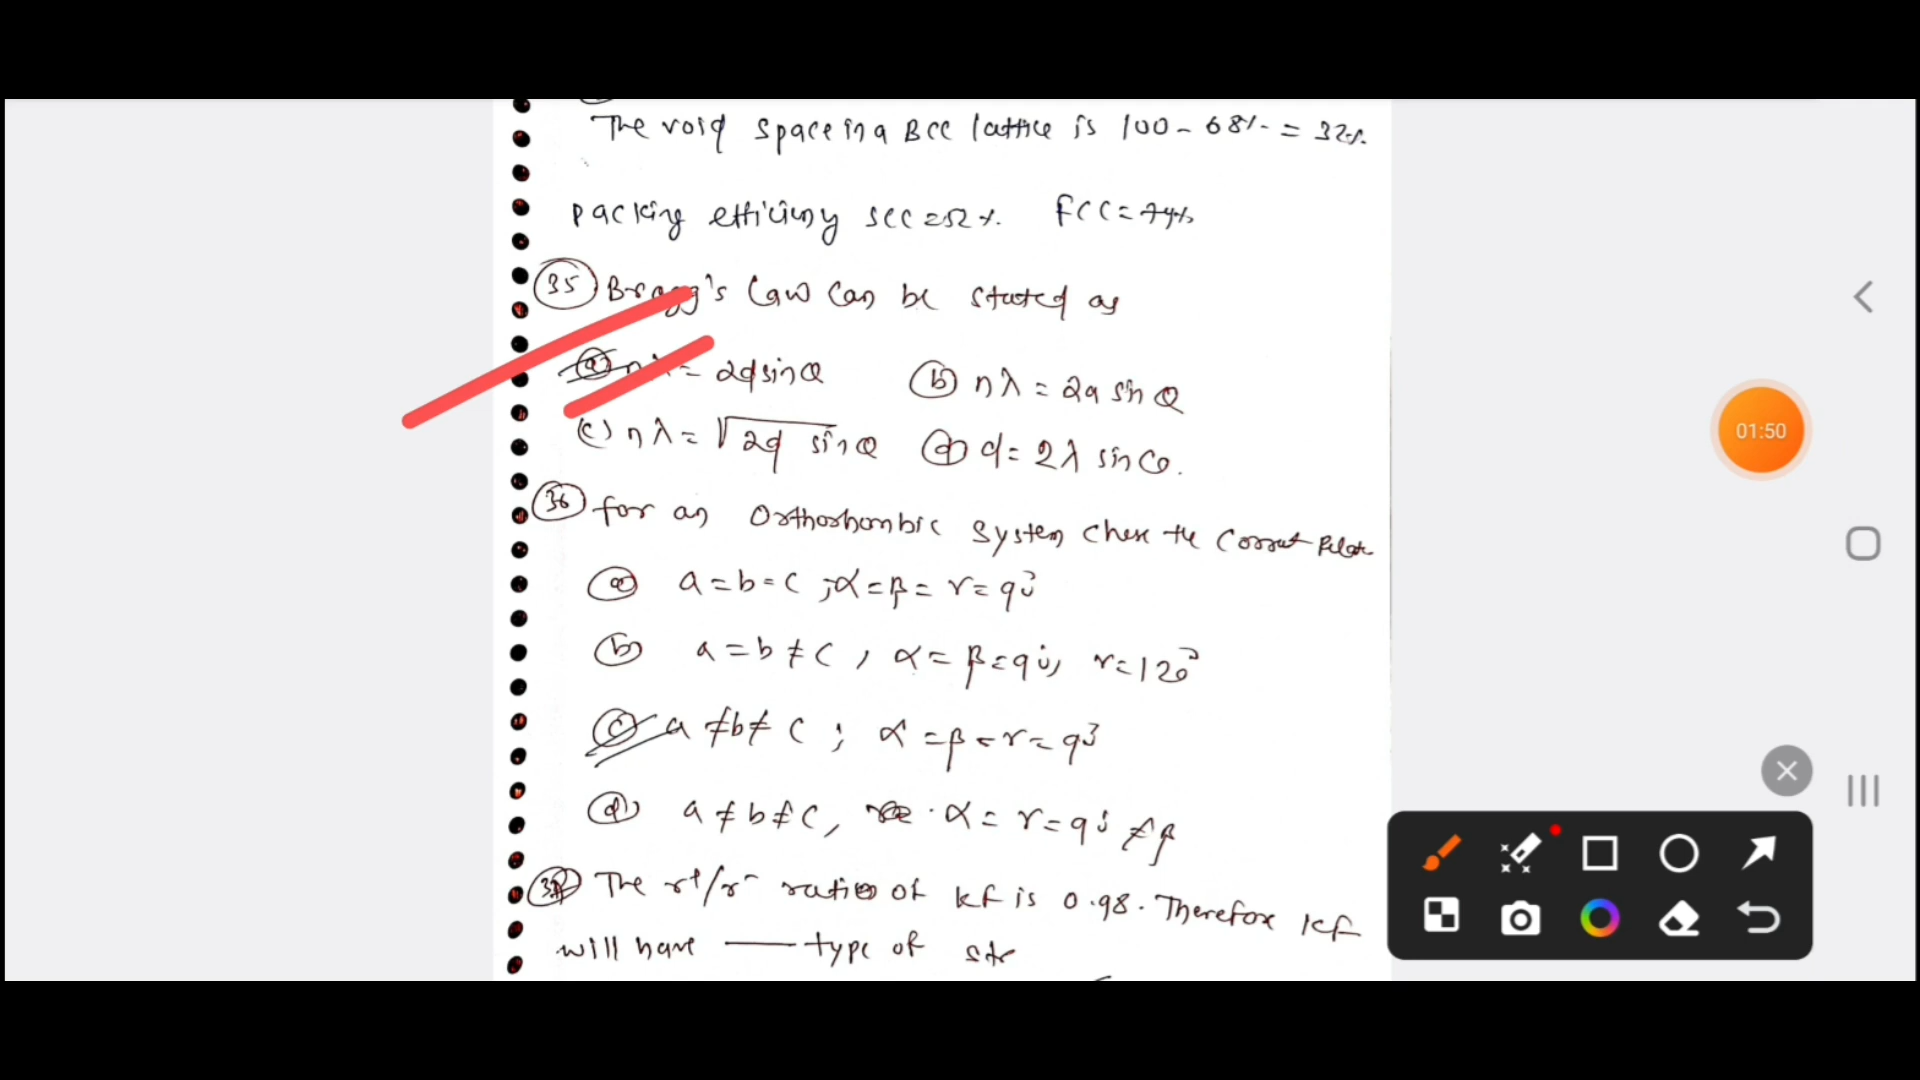 The void space in a BCC lattice is 100 - 68% = 32%
packing efficiency SCC = 52%. FCC = 74%
35 Bragg's Law Can be stated as
(a) nλ = 2d sinθ (b) nλ = 2a sinθ
(c) nλ = √2d sinθ (d) d = 2λ sinθ.
36 for an Orthorhombic System Chose the Correct Relat
(a) a = b = c ; α = β = γ = 90°
(b) a = b ≠ c , α = β = 90°, γ = 120°
(c) a ≠ b ≠ c ; α = β = γ = 90°
(d) a ≠ b ≠ c, α = γ = 90° ≠ β
The r+/r- ratio of kf is 0.98. Therefore kf
will have —— type of str
01:50